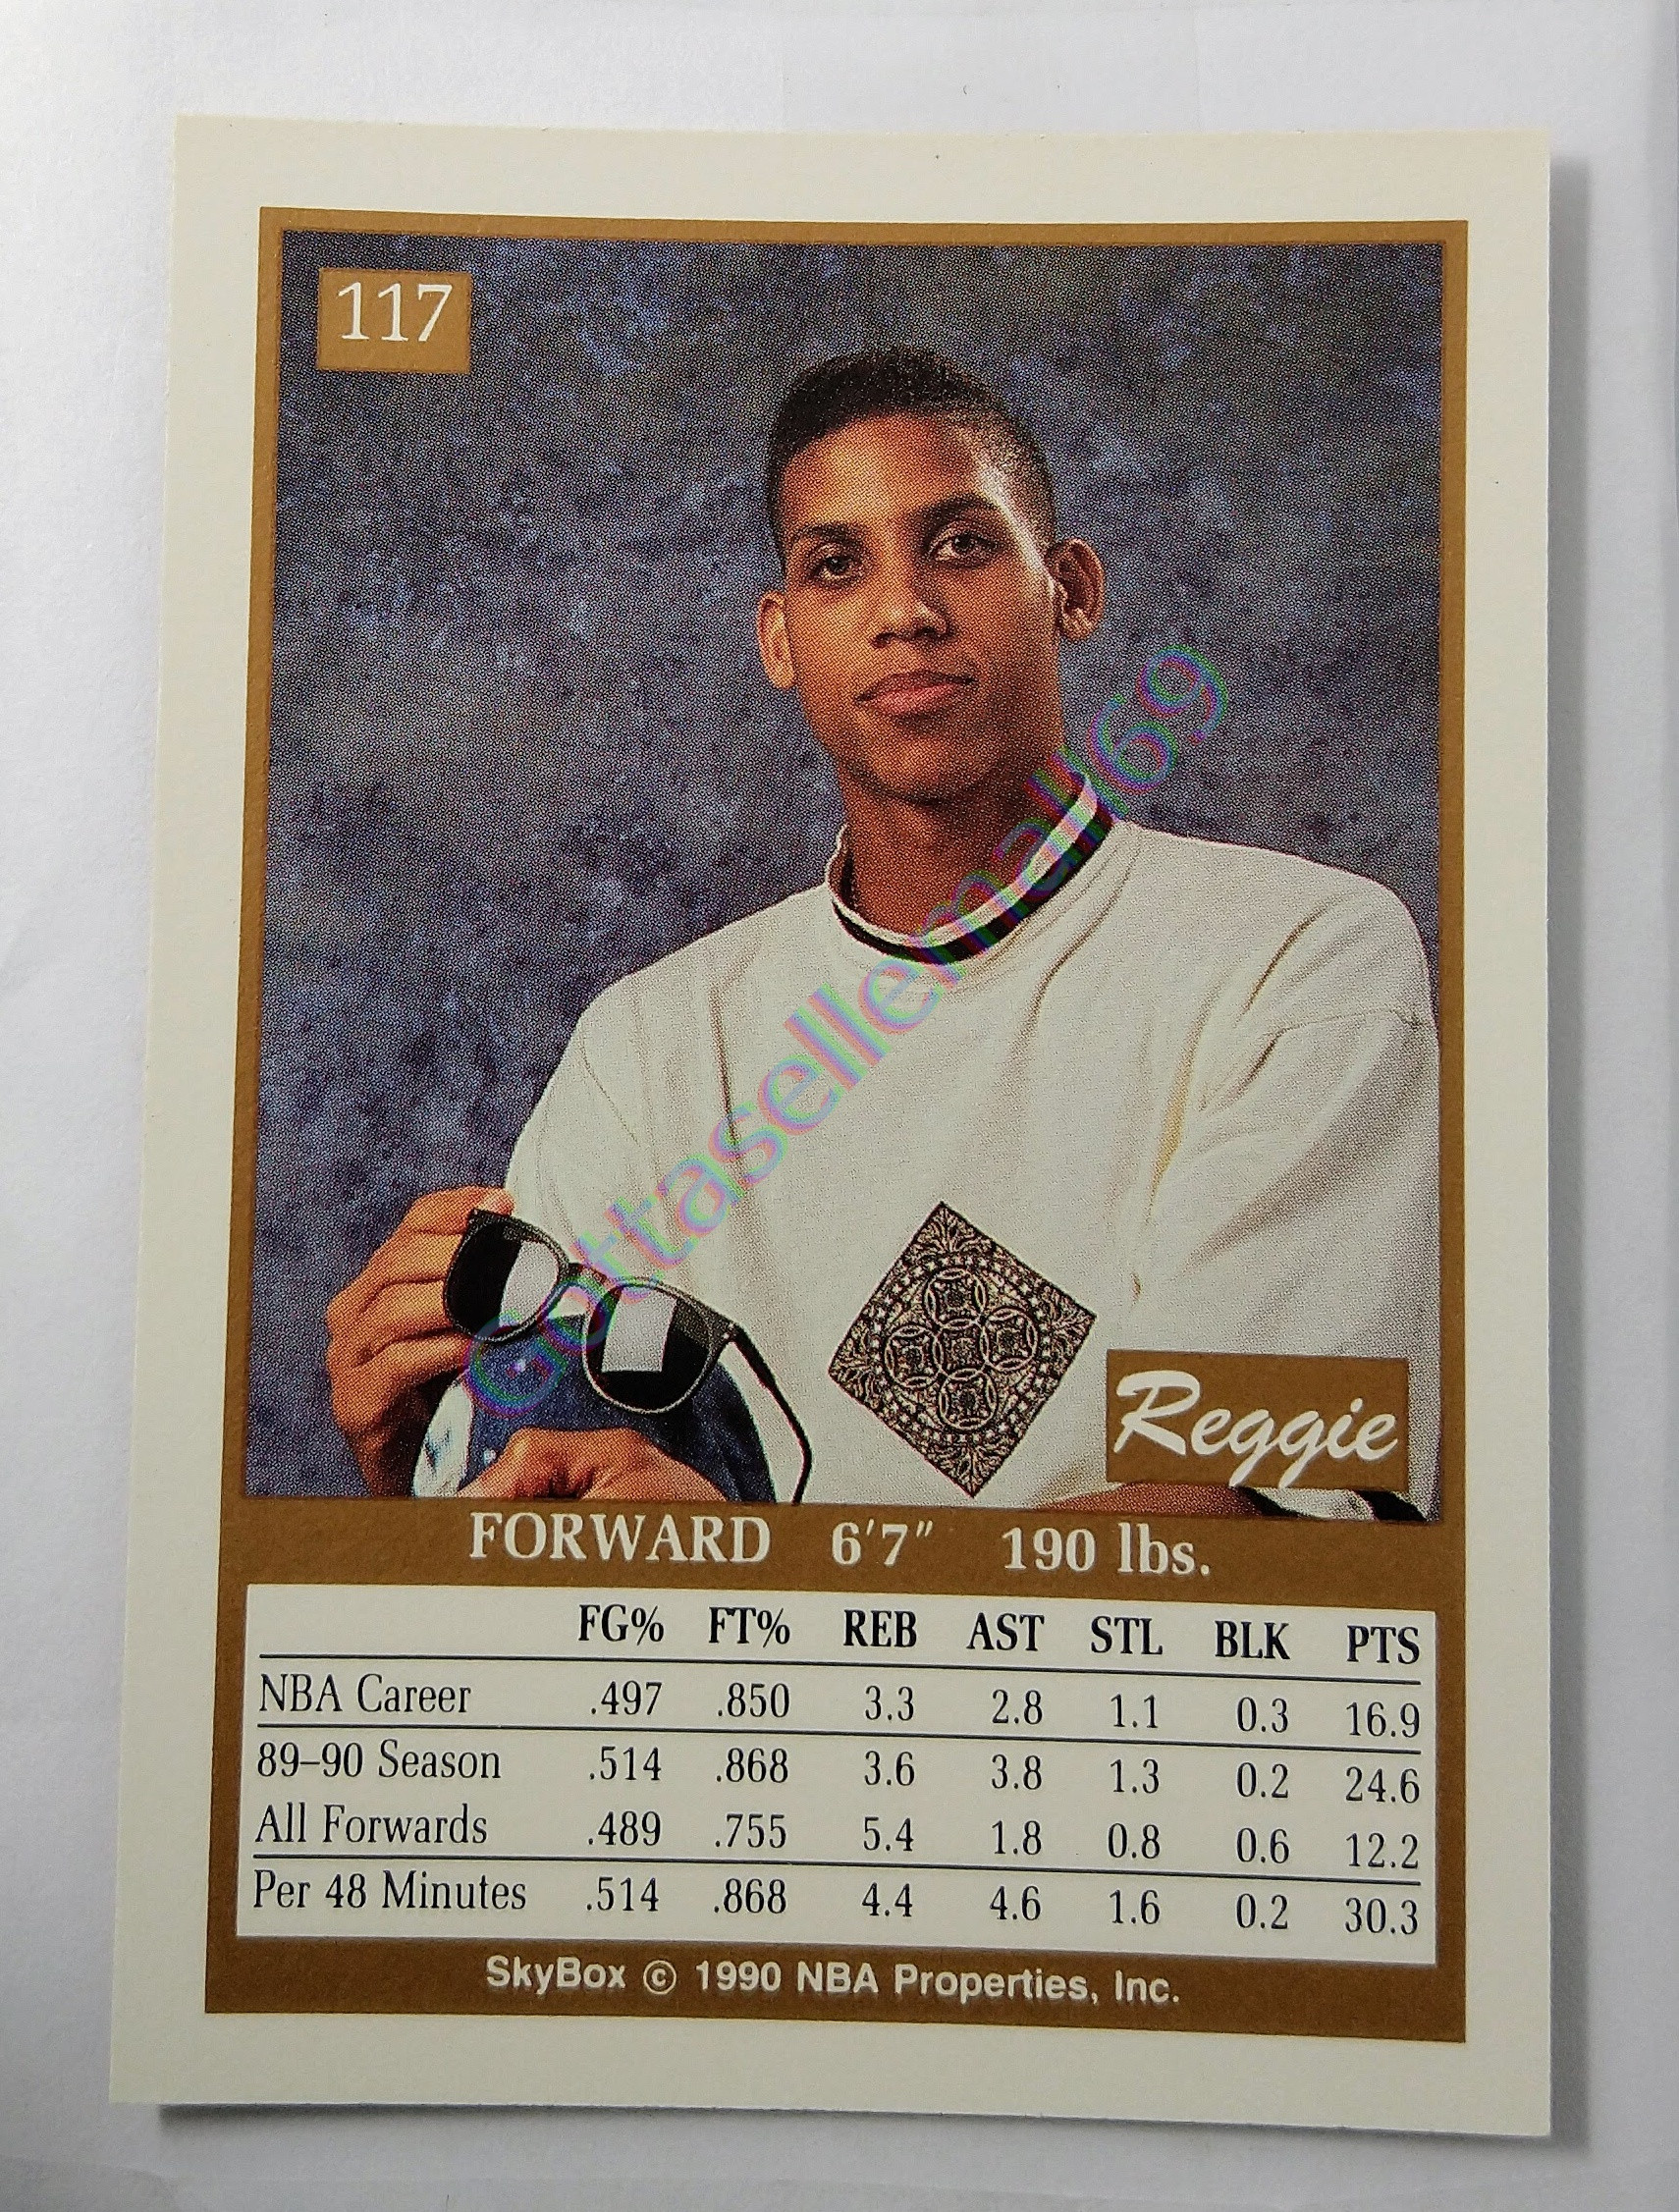 117
Gottasellemall69
Reggie
FORWARD 6'7" 190 lbs.
FG% FT% REB AST STL BLK PTS
NBA Career .497 .850 3.3 2.8 1.1 0.3 16.9
89–90 Season .514 .868 3.6 3.8 1.3 0.2 24.6
All Forwards .489 .755 5.4 1.8 0.8 0.6 12.2
Per 48 Minutes .514 .868 4.4 4.6 1.6 0.2 30.3
SkyBox © 1990 NBA Properties, Inc.